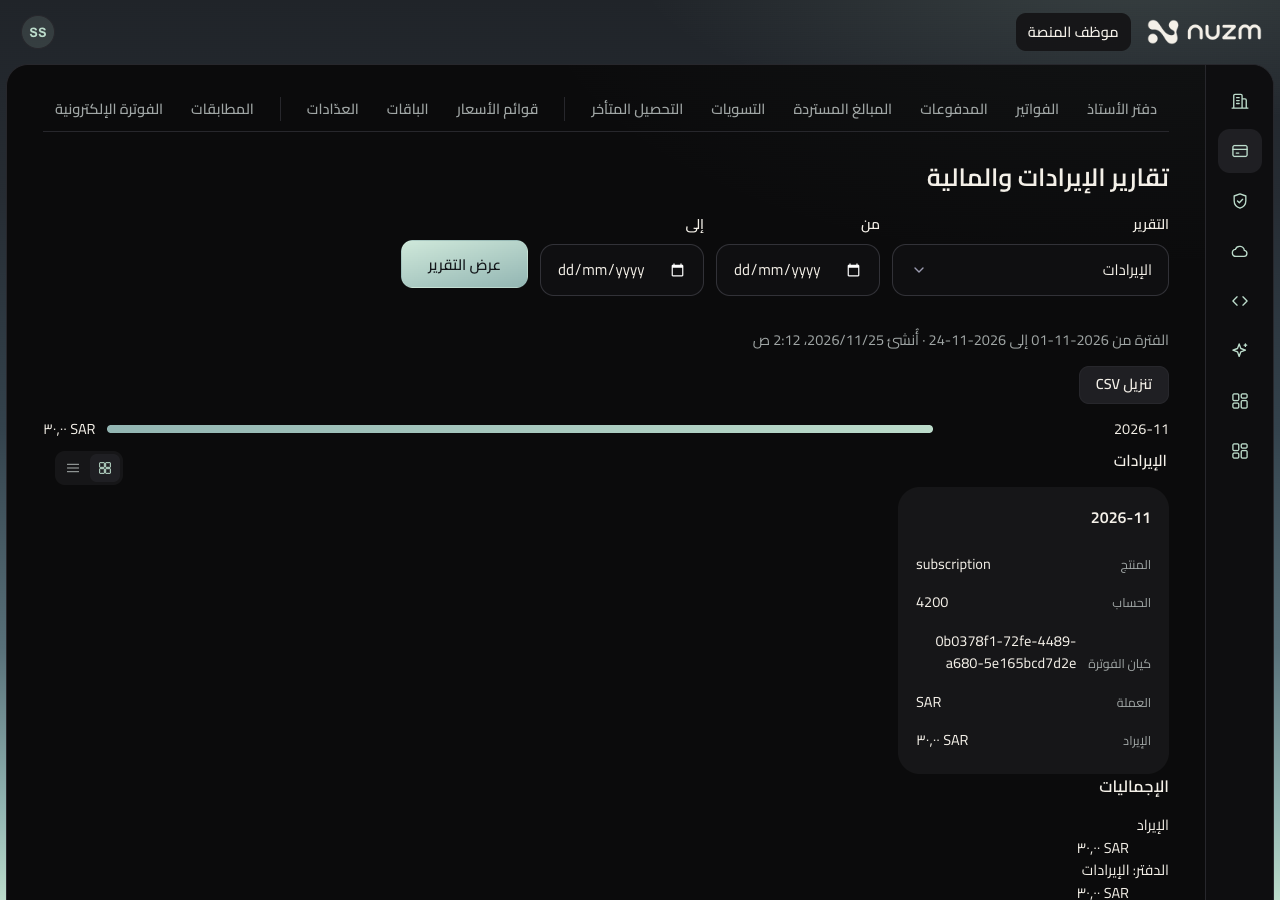 nuzm
موظف المنصة
SS
دفتر الأستاذ
الفواتير
المدفوعات
المبالغ المستردة
التسويات
التحصيل المتأخر
قوائم الأسعار
الباقات
العدّادات
المطابقات
الفوترة الإلكترونية
تقارير الإيرادات والمالية
التقرير
من
إلى
الإيرادات
dd/mm/yyyy
dd/mm/yyyy
عرض التقرير
الفترة من 2026-11-01 إلى 2026-11-24 · أُنشئ 2026/11/25، 2:12 ص
تنزيل CSV
2026-11
٣٠٫٠٠ SAR
الإيرادات
2026-11
المنتج subscription
الحساب 4200
كيان الفوترة 0b0378f1-72fe-4489-
a680-5e165bcd7d2e
العملة SAR
الإيراد ٣٠٫٠٠ SAR
الإجماليات
الإيراد
٣٠٫٠٠ SAR
الدفتر: الإيرادات
٣٠٫٠٠ SAR